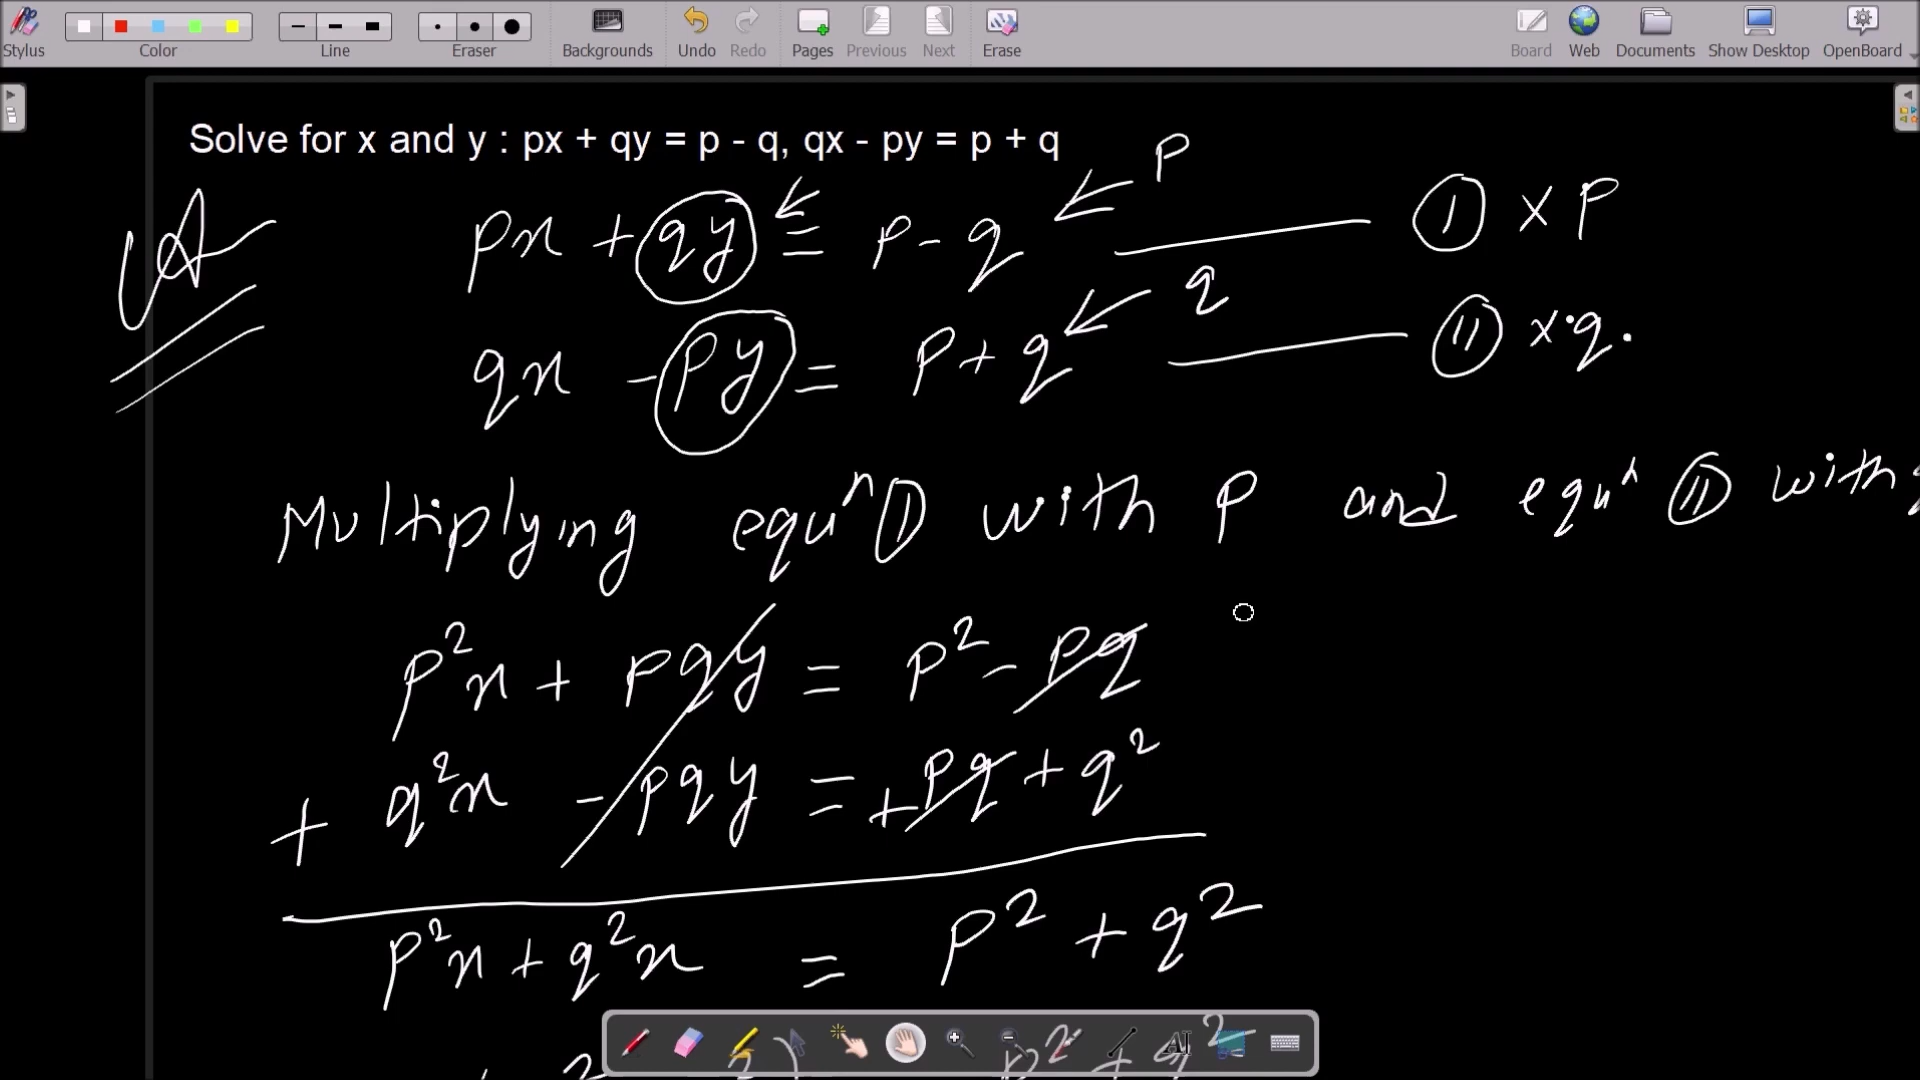 Stylus Color Line Eraser Backgrounds Undo Redo Pages Previous Next Erase Board Web Documents Show Desktop OpenBoard
Solve for x and y : px + qy = p - q, qx - py = p + q
P
px + qy = p - q ① × p
q
qx - py = p + q ② × q.
Multiplying equⁿ ① with p and equⁿ ② with
p²x + pqy = p² - pq
+ q²x - pqy = + pq + q²
p²x + q²x = p² + q²